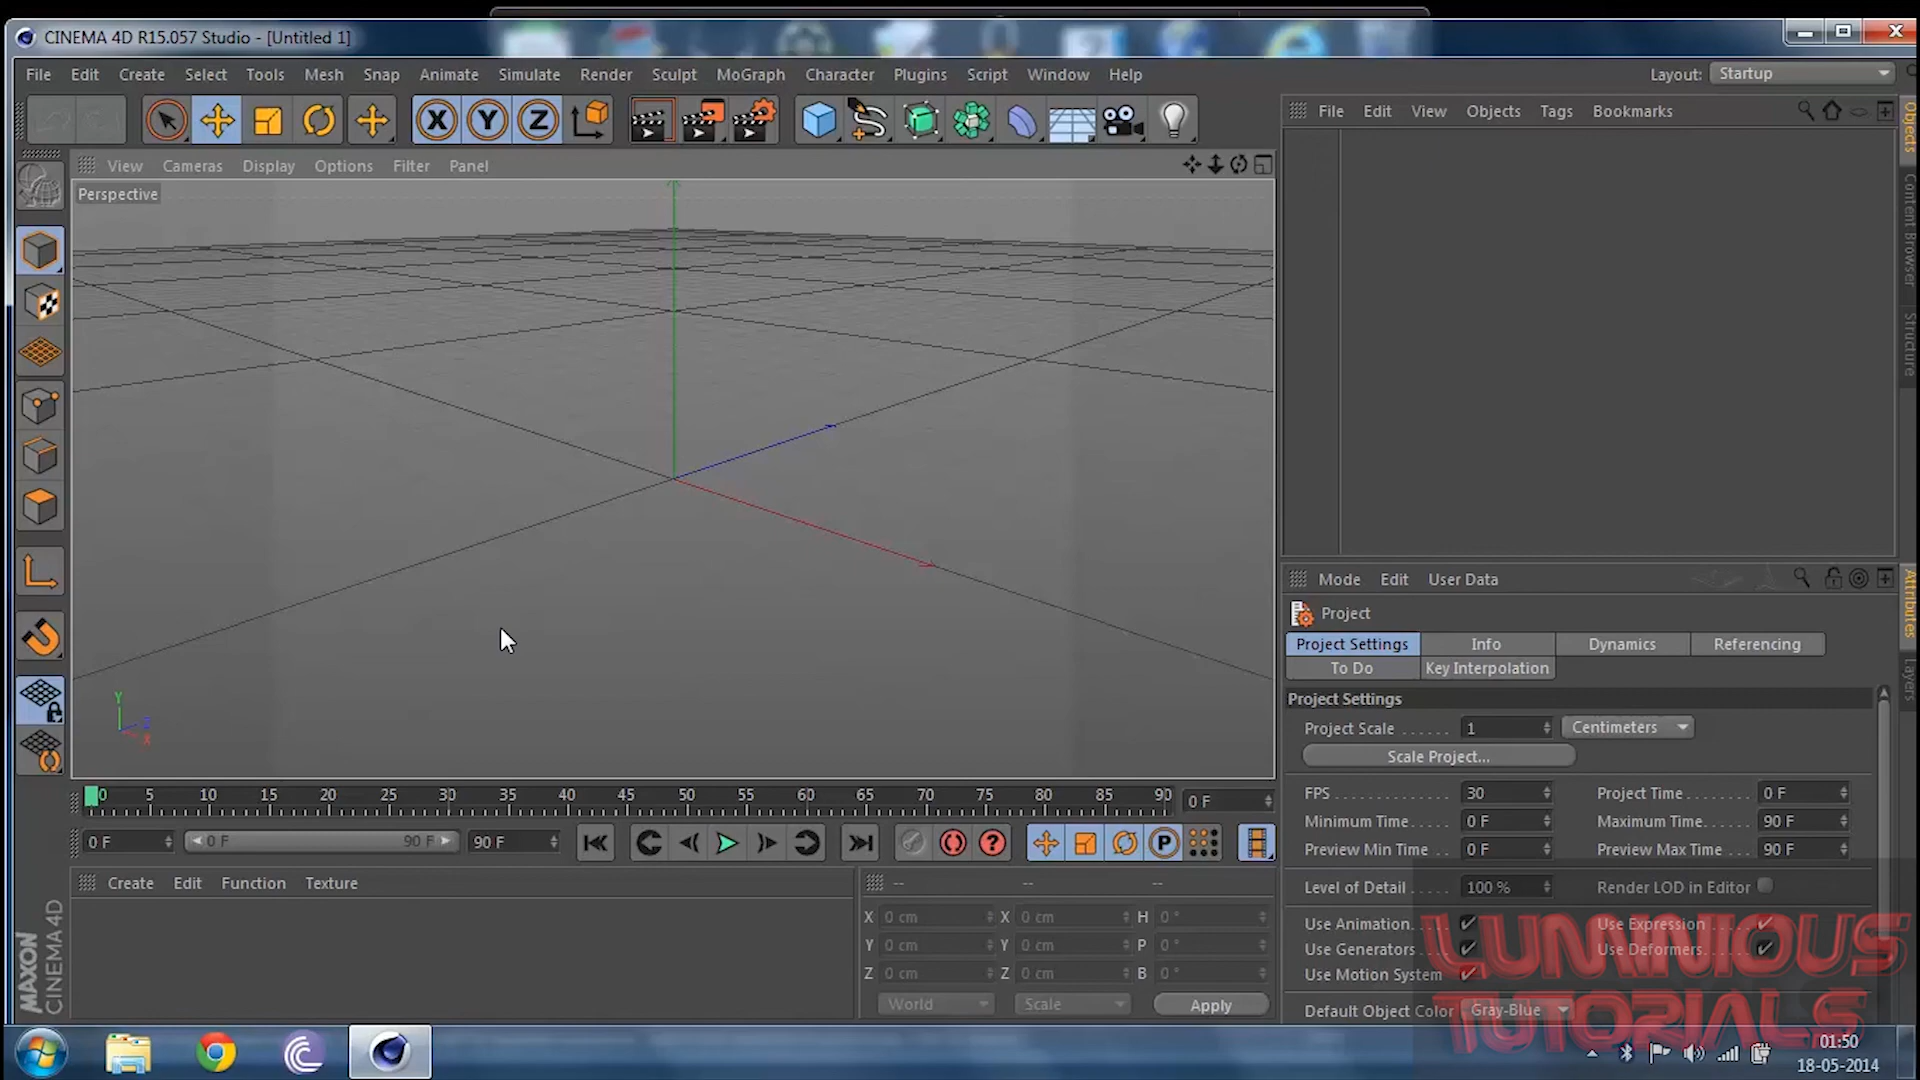 CINEMA 4D R15.057 Studio - [Untitled 1]
File Edit Create Select Tools Mesh Snap Animate Simulate Render Sculpt MoGraph Character Plugins Script Window Help
Layout: Startup
X Y Z
File Edit View Objects Tags Bookmarks
View Cameras Display Options Filter Panel
Perspective
Objects
Content Browser
Structure
Mode Edit User Data
Attributes
Layers
Project
Project Settings Info Dynamics Referencing
To Do Key Interpolation
Project Settings
Project Scale 1 Centimeters
Scale Project...
FPS 30 Project Time 0 F
Minimum Time 0 F Maximum Time 90 F
Preview Min Time 0 F Preview Max Time 90 F
Level of Detail 100 % Render LOD in Editor
Use Animation Use Expression
Use Generators Use Deformers
Use Motion System
Default Object Color Gray-Blue
LUMINIOUS
TUTORIALS
Y
Z
X
0 5 10 15 20 25 30 35 40 45 50 55 60 65 70 75 80 85 90 0 F
0 F 0 F 90 F 90 F ? P
Create Edit Function Texture
-- -- --
X 0 cm X 0 cm H 0 °
Y 0 cm Y 0 cm P 0 °
Z 0 cm Z 0 cm B 0 °
World Scale Apply
MAXON
CINEMA 4D
01:50
18-05-2014